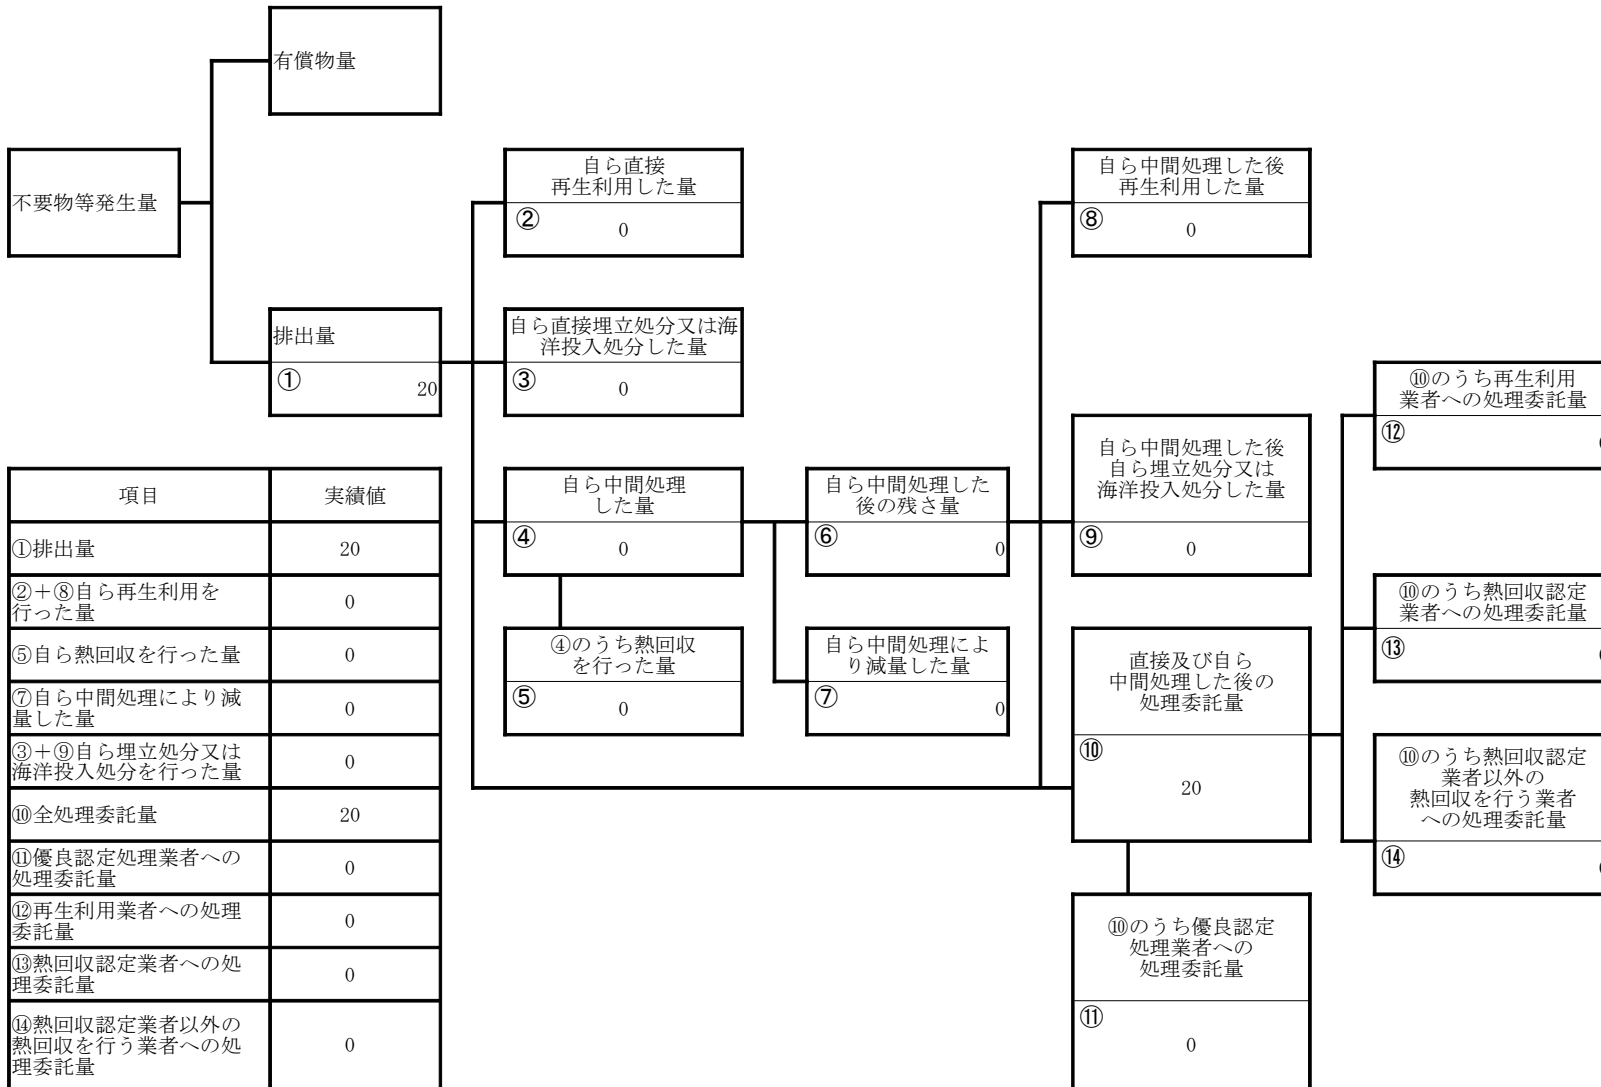 有償物量
不要物等発生量
自ら直接
再生利用した量
②
0
自ら中間処理した後
再生利用した量
⑧
0
排出量
①
20
自ら直接埋立処分又は海
洋投入処分した量
③
0
⑩のうち再生利用
業者への処理委託量
⑫
自ら中間処理した後
自ら埋立処分又は
海洋投入処分した量
⑨
0
自ら中間処理
した量
④
0
自ら中間処理した
後の残さ量
⑥
0
④のうち熱回収
を行った量
⑤
0
自ら中間処理によ
り減量した量
⑦
0
直接及び自ら
中間処理した後の
処理委託量
⑩
20
⑩のうち熱回収認定
業者への処理委託量
⑬
⑩のうち熱回収認定
業者以外の
熱回収を行う業者
への処理委託量
⑭
⑩のうち優良認定
処理業者への
処理委託量
⑪
0
項目 実績値
①排出量 20
②+⑧自ら再生利用を
行った量 0
⑤自ら熱回収を行った量 0
⑦自ら中間処理により減
量した量 0
③+⑨自ら埋立処分又は
海洋投入処分を行った量 0
⑩全処理委託量 20
⑪優良認定処理業者への
処理委託量 0
⑫再生利用業者への処理
委託量 0
⑬熱回収認定業者への処
理委託量 0
⑭熱回収認定業者以外の
熱回収を行う業者への処
理委託量 0